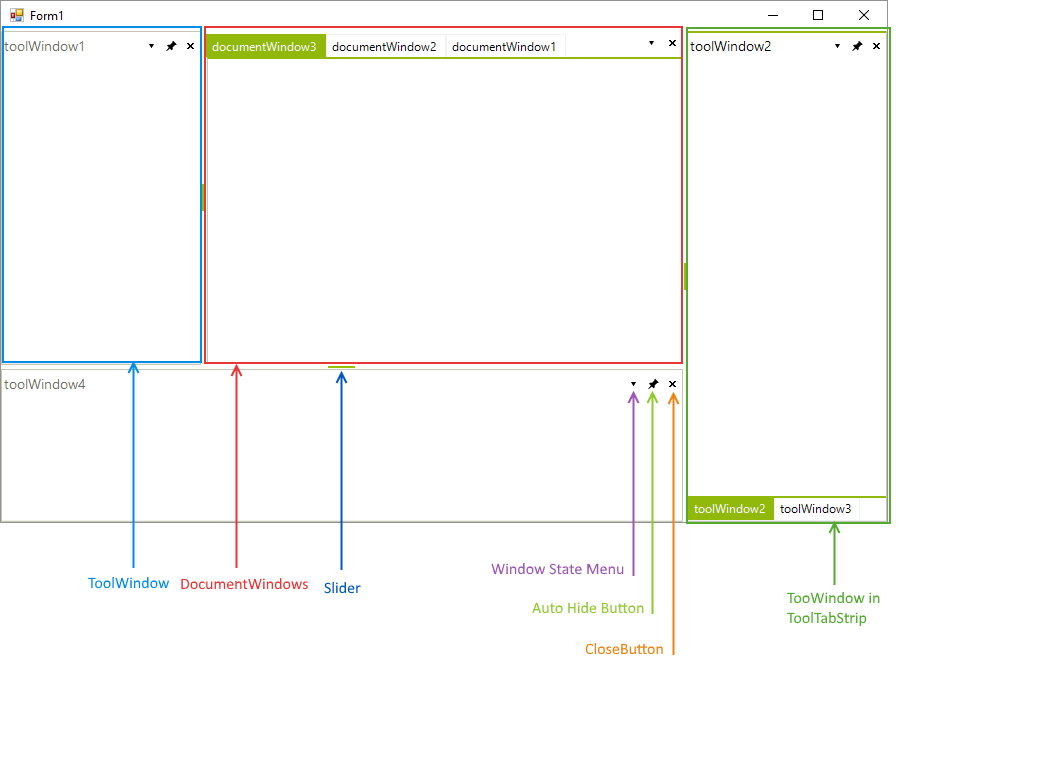 Form1
toolWindow1
documentWindow3 documentWindow2 documentWindow1
toolWindow2
toolWindow4
toolWindow2 toolWindow3
ToolWindow
DocumentWindows
Slider
Window State Menu
Auto Hide Button
CloseButton
TooWindow in
ToolTabStrip